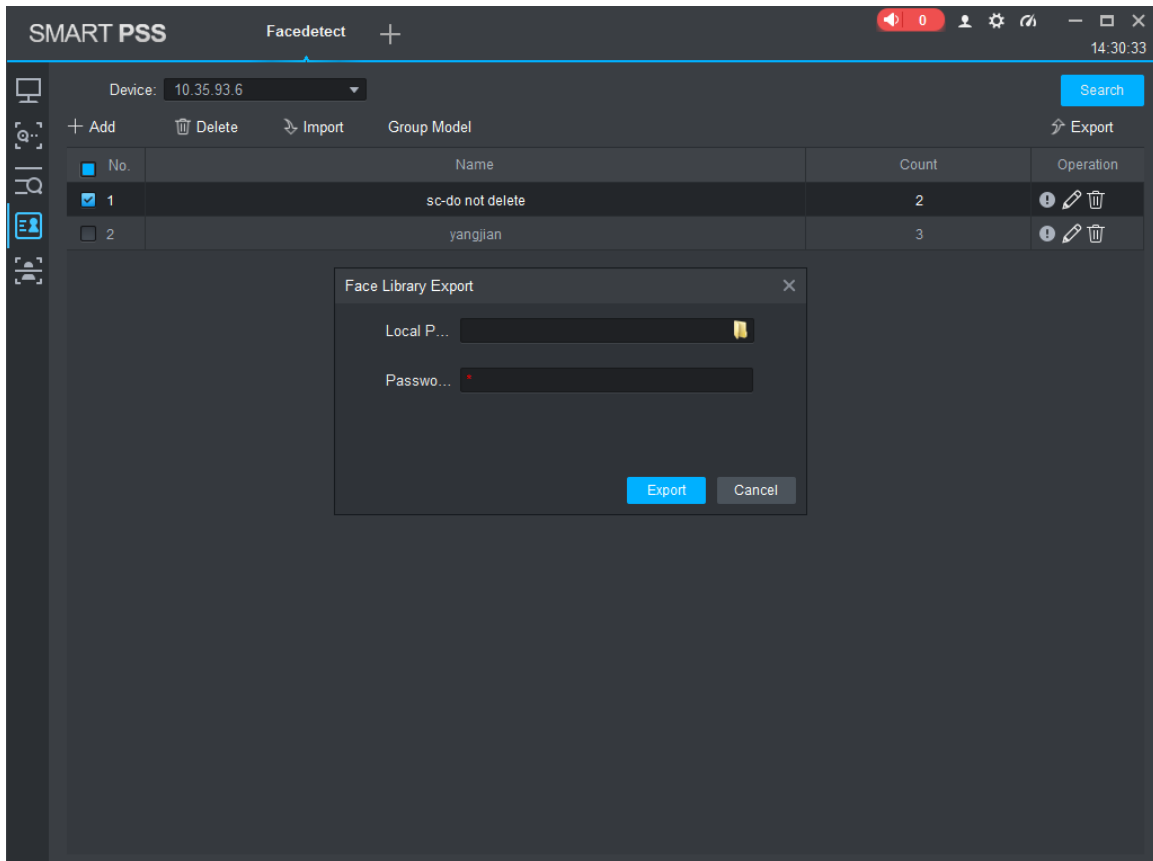 SMART PSS Facedetect 0
14:30:33
Device: 10.35.93.6 Search
Add Delete Import Group Model Export
No. Name Count Operation
1 sc-do not delete 2
2 yangjian 3
Face Library Export
Local P...
Passwo... *
Export Cancel